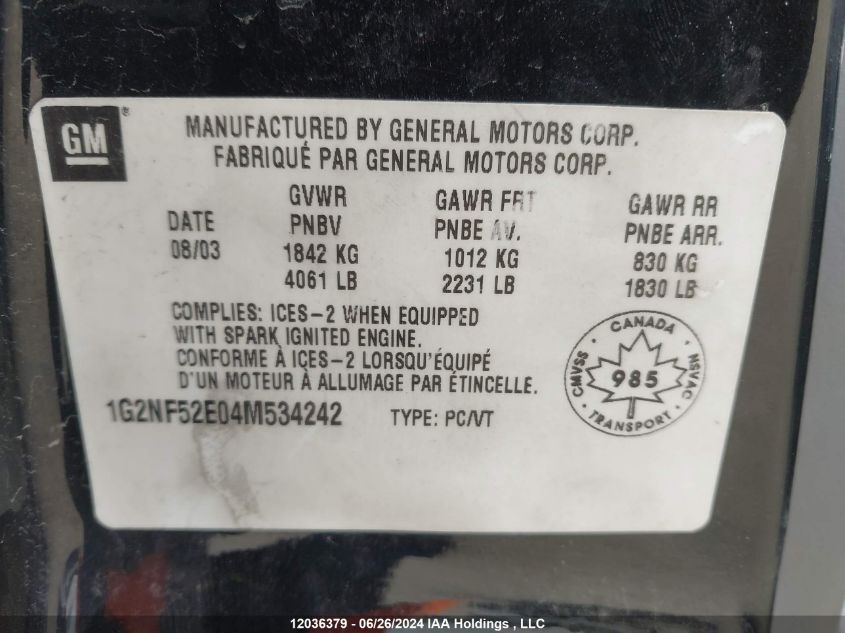 GM ®
MANUFACTURED BY GENERAL MOTORS CORP.
FABRIQUÉ PAR GENERAL MOTORS CORP.
GVWR GAWR FRT GAWR RR
DATE PNBV PNBE AV. PNBE ARR.
08/03 1842 KG 1012 KG 830 KG
4061 LB 2231 LB 1830 LB
COMPLIES: ICES-2 WHEN EQUIPPED
WITH SPARK IGNITED ENGINE.
CONFORME À ICES-2 LORSQU'ÉQUIPÉ
D'UN MOTEUR À ALLUMAGE PAR ÉTINCELLE.
1G2NF52E04M534242 TYPE: PC/VT
CANADA
CMVSS 985 NSVAC
TRANSPORT
12036379 - 06/26/2024 IAA Holdings , LLC